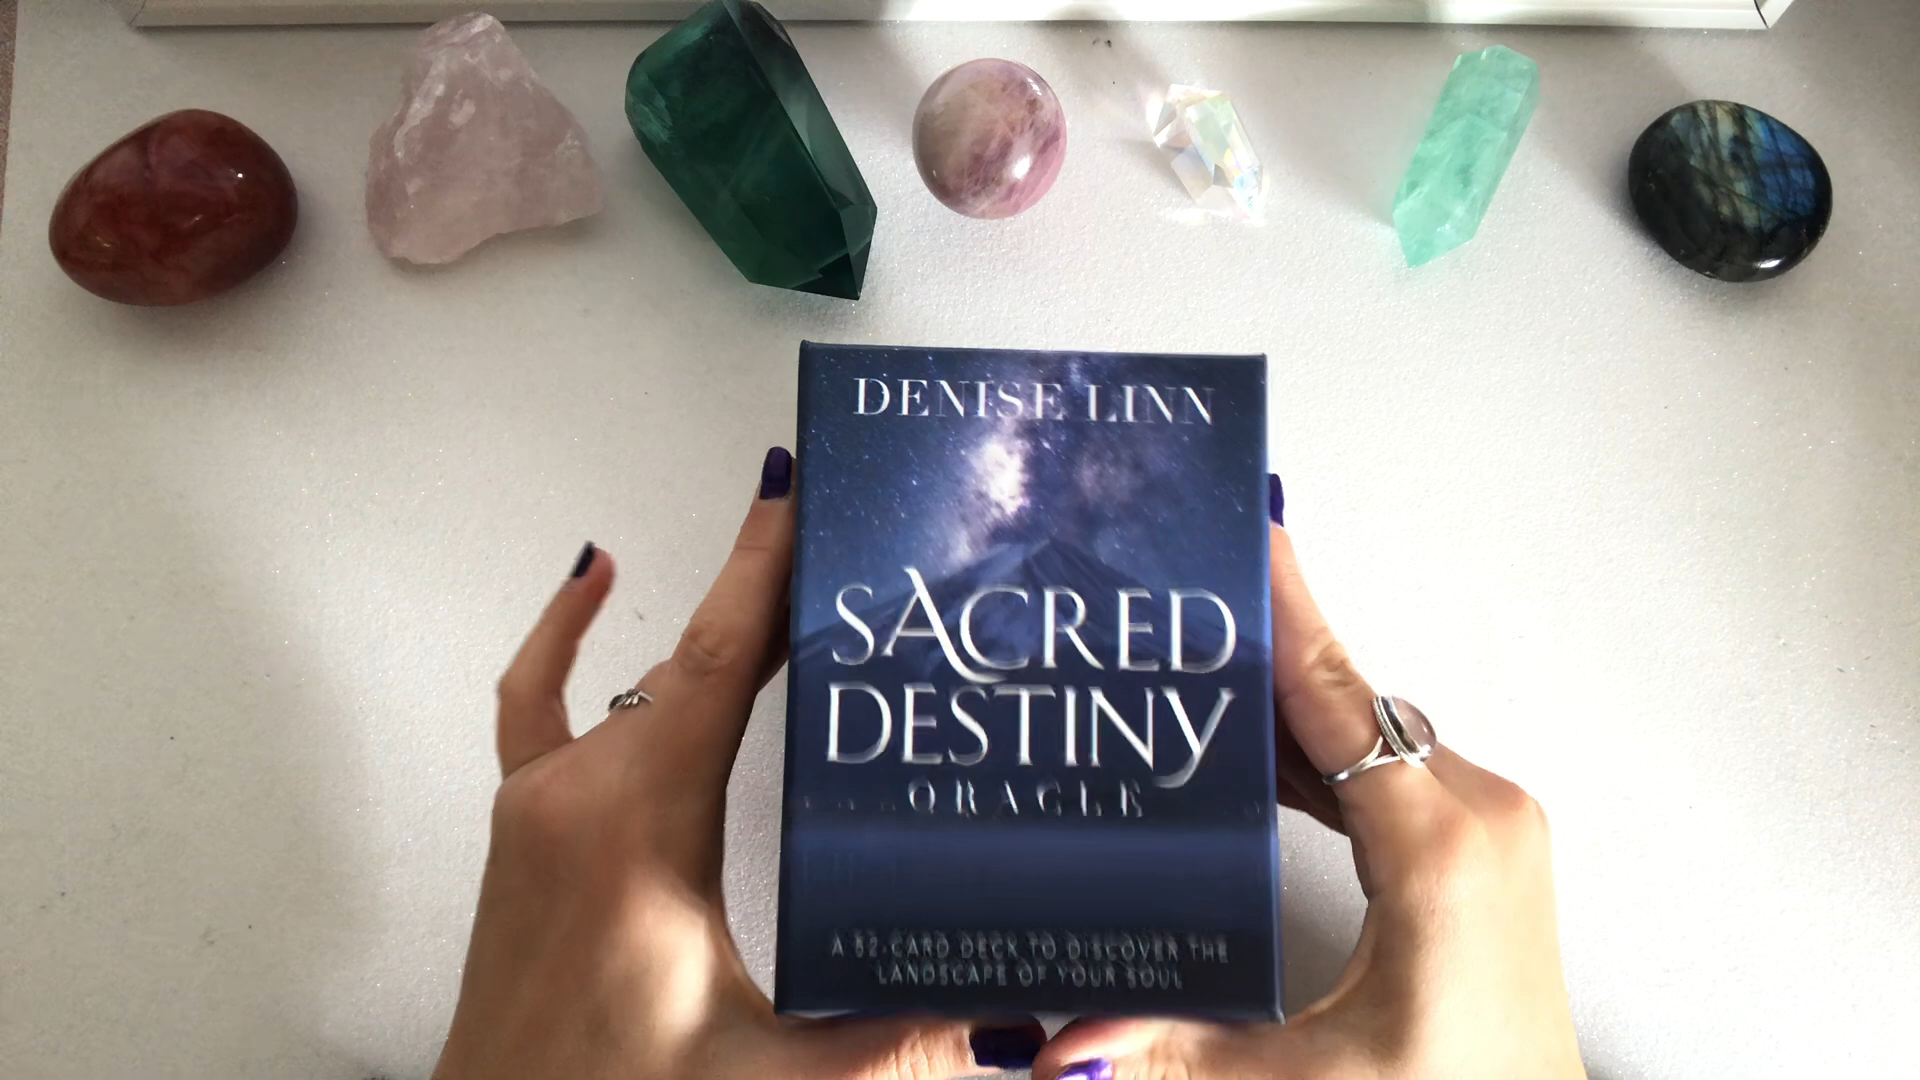 DENISE LINN
SACRED
DESTINY
ORACLE
A 52-CARD DECK TO DISCOVER THE
LANDSCAPE OF YOUR SOUL